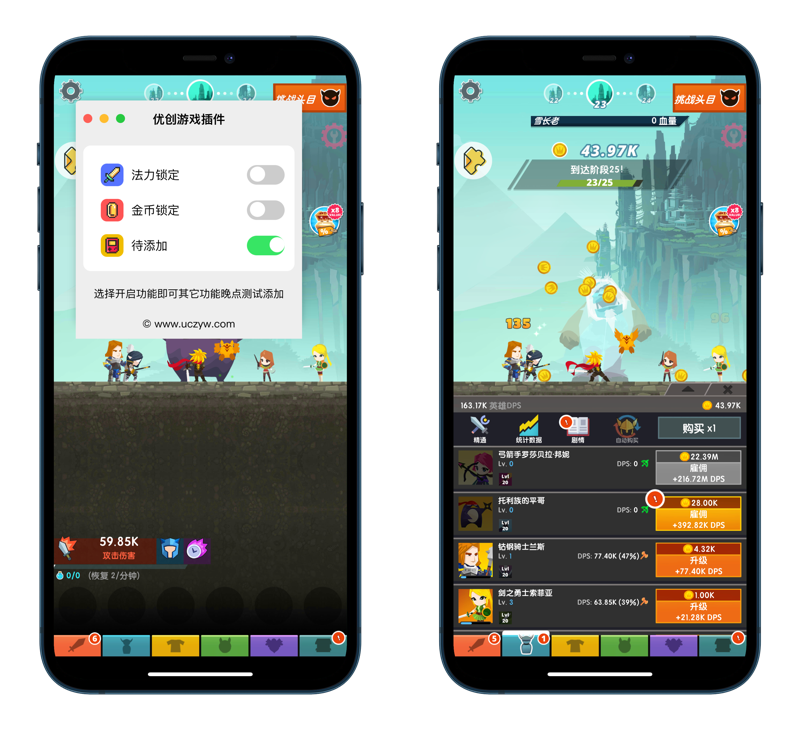 挑战头目
优创游戏插件
法力锁定
金币锁定
待添加
选择开启功能即可其它功能晚点测试添加
© www.uczyw.com
59.85K
攻击伤害
0/0 (恢复 2/分钟)
6
!
23
挑战头目
雪长老
0 血量
43.97K
到达阶段25!
23/25
x8
135
163.17K 英雄DPS
43.97K
精通
统计数据
!
剧情
自动购买
购买 x1
弓箭手罗莎贝拉·邦妮
Lv. 0
Lvl
20
DPS: 0
22.39M
雇佣
+216.72M DPS
托利族的平哥
Lv. 0
Lvl
20
DPS: 0
!
28.00K
雇佣
+392.82K DPS
钴钢骑士兰斯
Lv. 1
Lvl
20
DPS: 77.40K (47%)
4.32K
升级
+77.40K DPS
剑之勇士索菲亚
Lv. 3
Lvl
20
DPS: 63.85K (39%)
1.00K
升级
+21.28K DPS
5
1
!